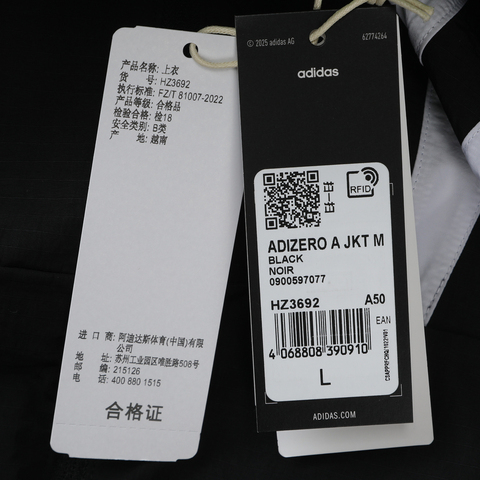 产品名称: 上衣
货 号: HZ3692
执行标准: FZ/T 81007-2022
产品等级: 合格品
检验合格: 检18
安全类别: B类
产 地: 越南
进 口 商: 阿迪达斯体育(中国)有限
公司
地 址: 苏州工业园区唯胜路508号
邮 编: 215126
电 话: 400 880 1515
合格证
© 2025 adidas AG
62774264
adidas
RFID
ADIZERO A JKT M
BLACK
NOIR
0900597077
HZ3692 A50
EAN
4 068808 390910
L
ADIDAS.COM